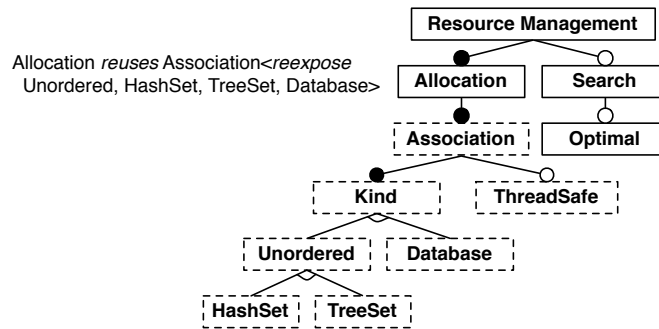 Resource Management
Allocation reuses Association<reexpose
Unordered, HashSet, TreeSet, Database>
Allocation
Search
Association
Optimal
Kind
ThreadSafe
Unordered
Database
HashSet
TreeSet